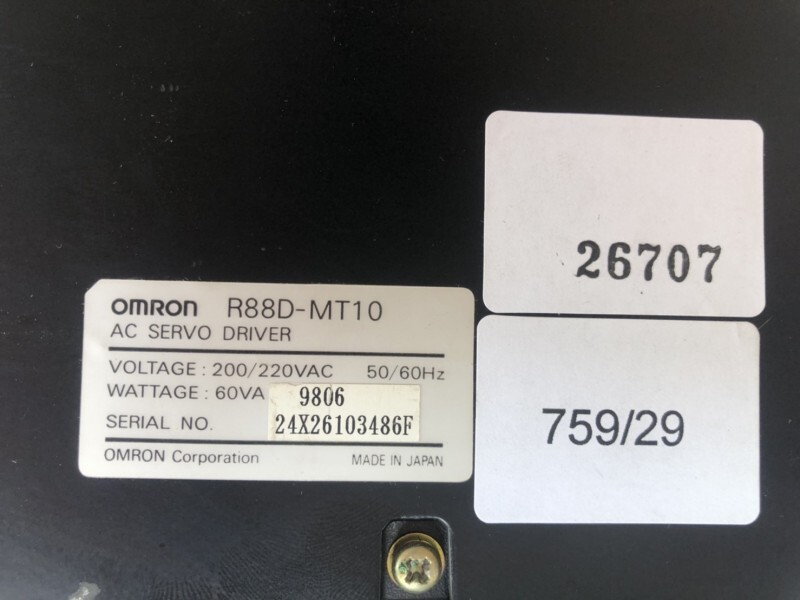 OMRON R88D-MT10
AC SERVO DRIVER
VOLTAGE : 200/220VAC 50/60Hz
WATTAGE : 60VA 9806
SERIAL NO. 24X26103486F
OMRON Corporation MADE IN JAPAN
26707
759/29